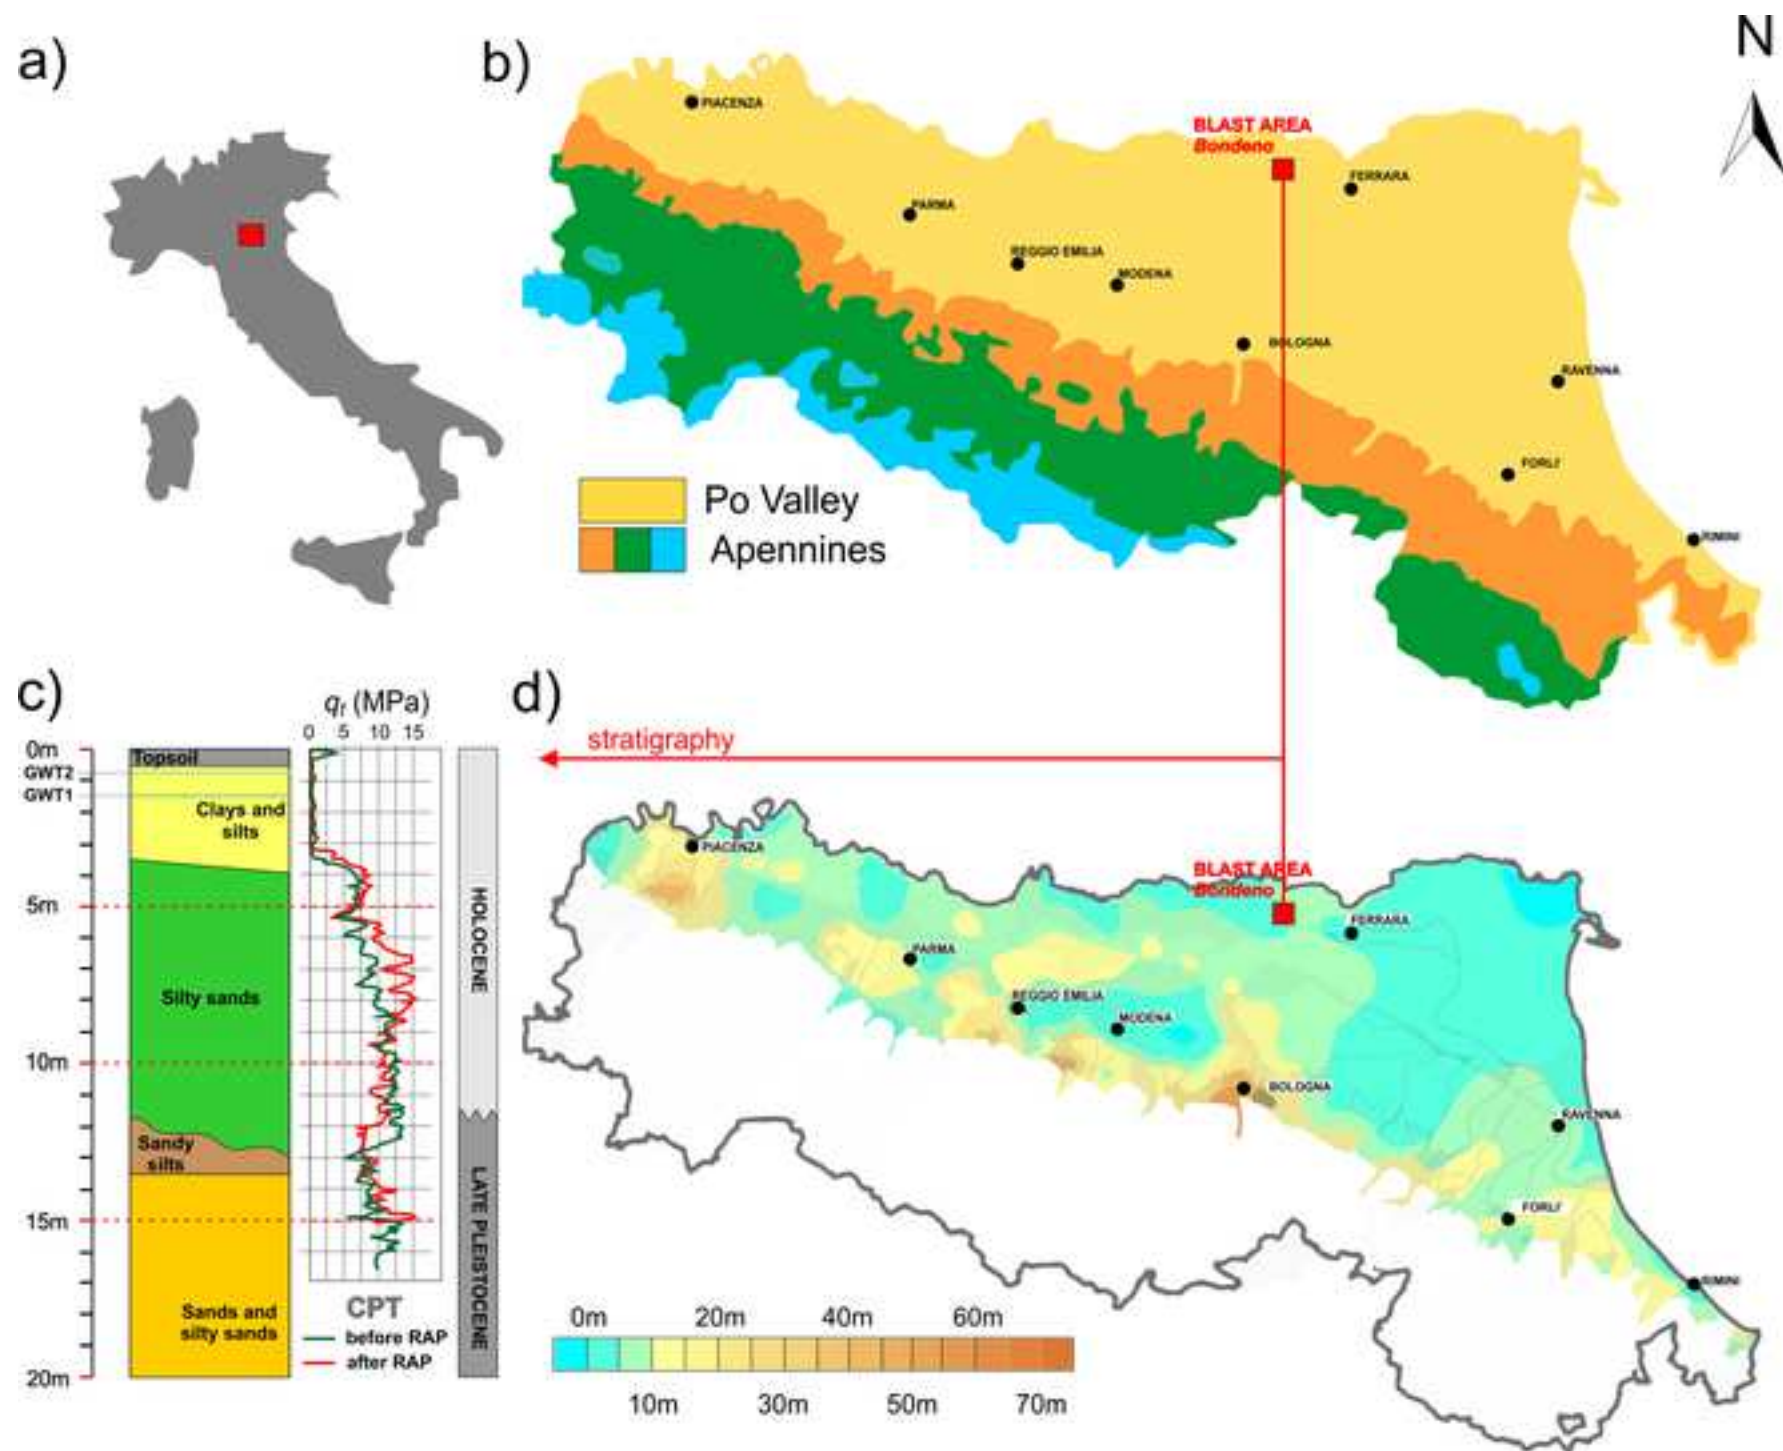 a)
b)
N
PIACENZA
BLAST AREA
Bondeno
FERRARA
PARMA
REGGIO EMILIA
MODENA
BOLOGNA
RAVENNA
FORLI'
RIMINI
Po Valley
Apennines
c)
qt (MPa)
0 5 10 15
0m
GWT2
GWT1
5m
10m
15m
20m
Topsoil
Clays and
silts
Silty sands
Sandy
silts
Sands and
silty sands
HOLOCENE
LATE PLEISTOCENE
CPT
before RAP
after RAP
d)
stratigraphy
PIACENZA
BLAST AREA
Bondeno
FERRARA
PARMA
REGGIO EMILIA
MODENA
BOLOGNA
RAVENNA
FORLI'
RIMINI
0m 20m 40m 60m
10m 30m 50m 70m